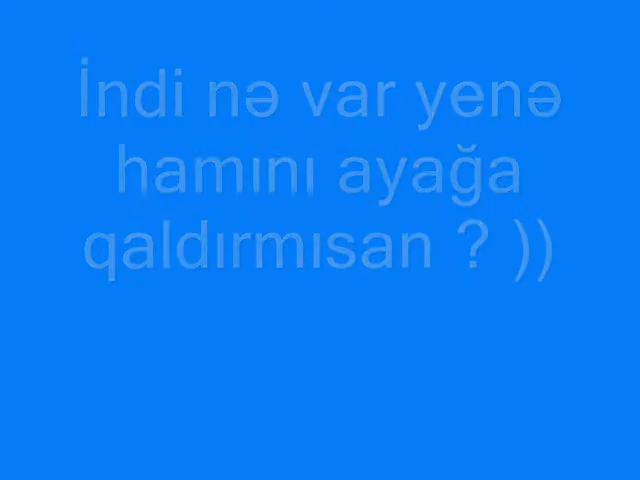 İndi nə var yenə
hamını ayağa
qaldırmısan ? ))